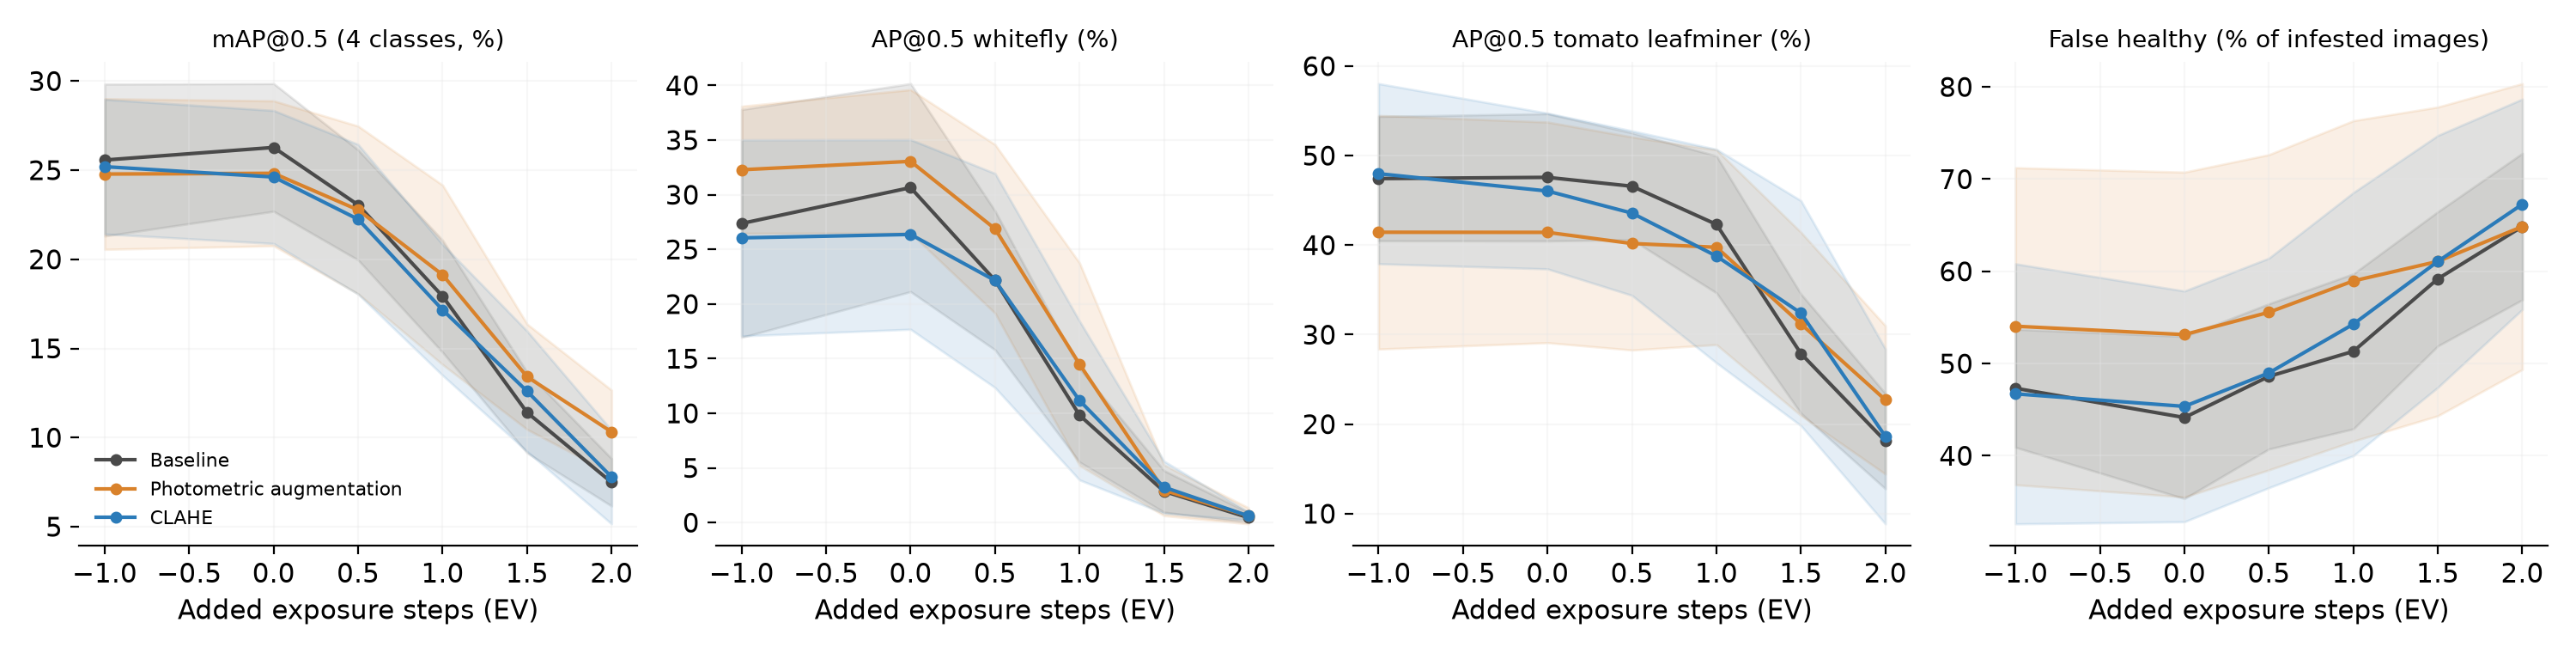 mAP@0.5 (4 classes, %)
30
25
20
15
10
5
Baseline
Photometric augmentation
CLAHE
−1.0 −0.5 0.0 0.5 1.0 1.5 2.0
Added exposure steps (EV)
AP@0.5 whitefly (%)
40
35
30
25
20
15
10
5
0
−1.0 −0.5 0.0 0.5 1.0 1.5 2.0
Added exposure steps (EV)
AP@0.5 tomato leafminer (%)
60
50
40
30
20
10
−1.0 −0.5 0.0 0.5 1.0 1.5 2.0
Added exposure steps (EV)
False healthy (% of infested images)
80
70
60
50
40
−1.0 −0.5 0.0 0.5 1.0 1.5 2.0
Added exposure steps (EV)